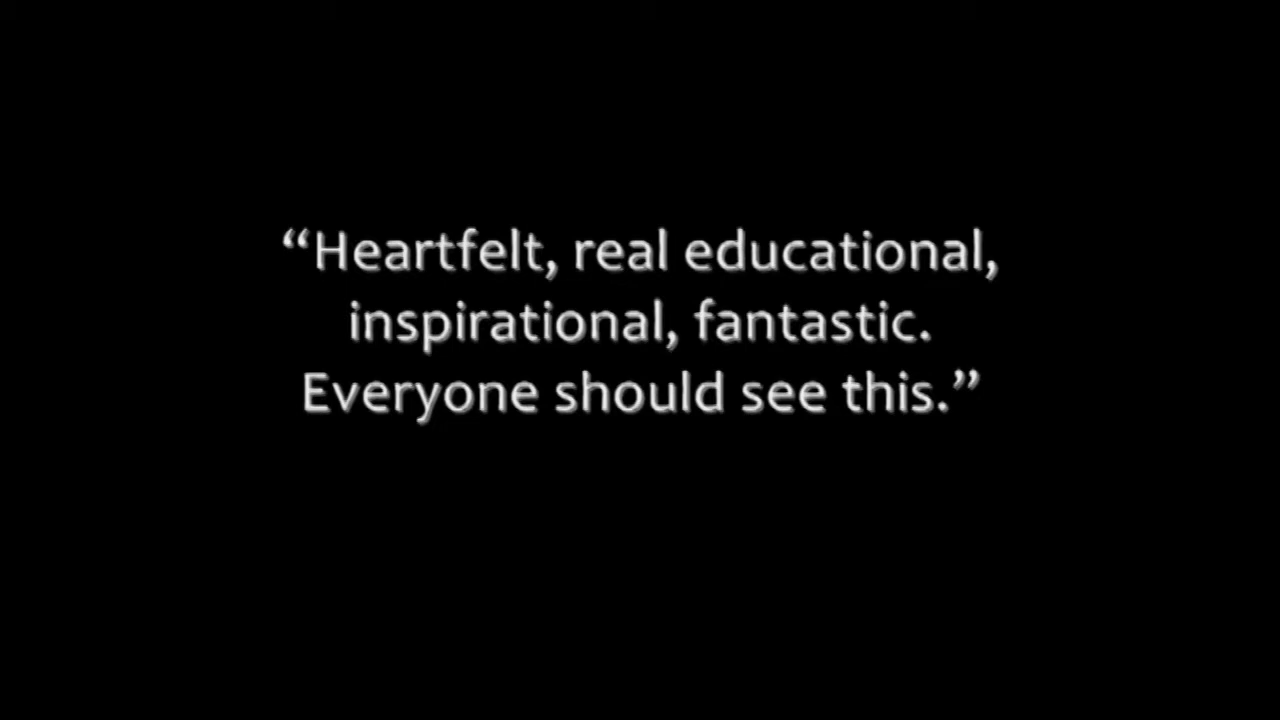 “Heartfelt, real educational,
inspirational, fantastic.
Everyone should see this.”